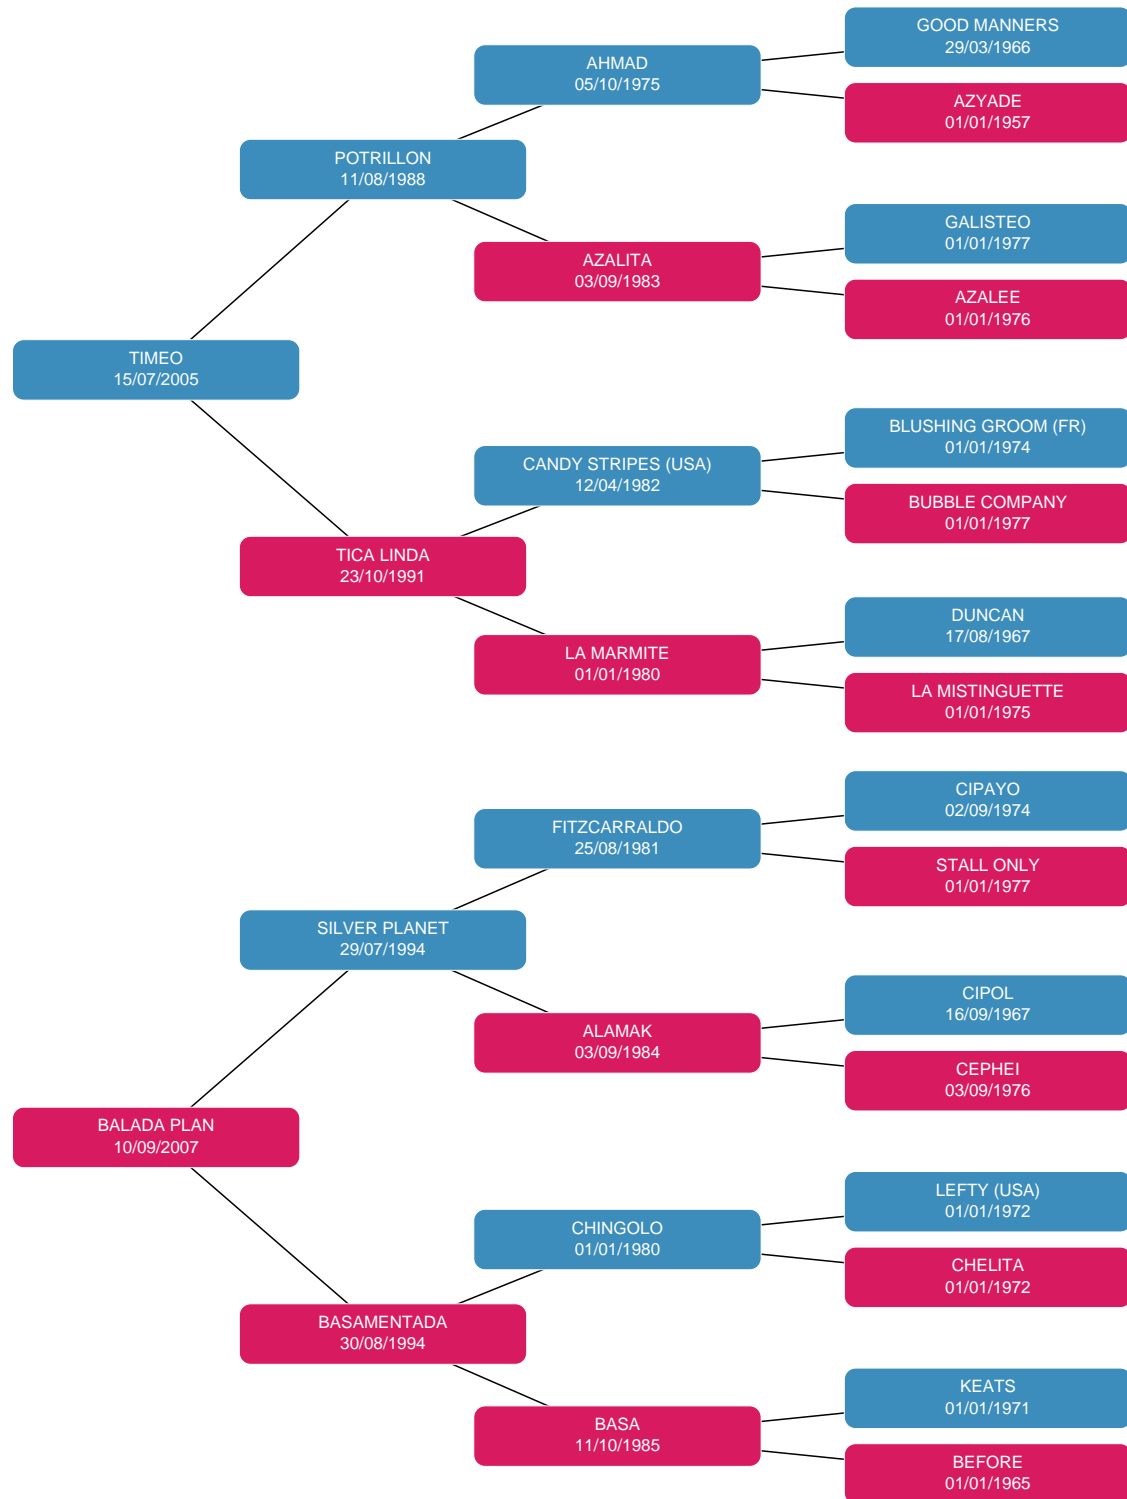 GOOD MANNERS
29/03/1966
AHMAD
05/10/1975
AZYADE
01/01/1957
POTRILLON
11/08/1988
GALISTEO
01/01/1977
AZALITA
03/09/1983
AZALEE
01/01/1976
TIMEO
15/07/2005
BLUSHING GROOM (FR)
01/01/1974
CANDY STRIPES (USA)
12/04/1982
BUBBLE COMPANY
01/01/1977
TICA LINDA
23/10/1991
DUNCAN
17/08/1967
LA MARMITE
01/01/1980
LA MISTINGUETTE
01/01/1975
CIPAYO
02/09/1974
FITZCARRALDO
25/08/1981
STALL ONLY
01/01/1977
SILVER PLANET
29/07/1994
CIPOL
16/09/1967
ALAMAK
03/09/1984
CEPHEI
03/09/1976
BALADA PLAN
10/09/2007
LEFTY (USA)
01/01/1972
CHINGOLO
01/01/1980
CHELITA
01/01/1972
BASAMENTADA
30/08/1994
KEATS
01/01/1971
BASA
11/10/1985
BEFORE
01/01/1965